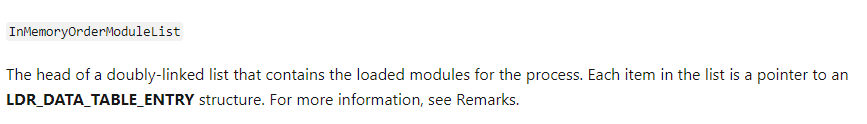 InMemoryOrderModuleList
The head of a doubly-linked list that contains the loaded modules for the process. Each item in the list is a pointer to an
LDR_DATA_TABLE_ENTRY structure. For more information, see Remarks.